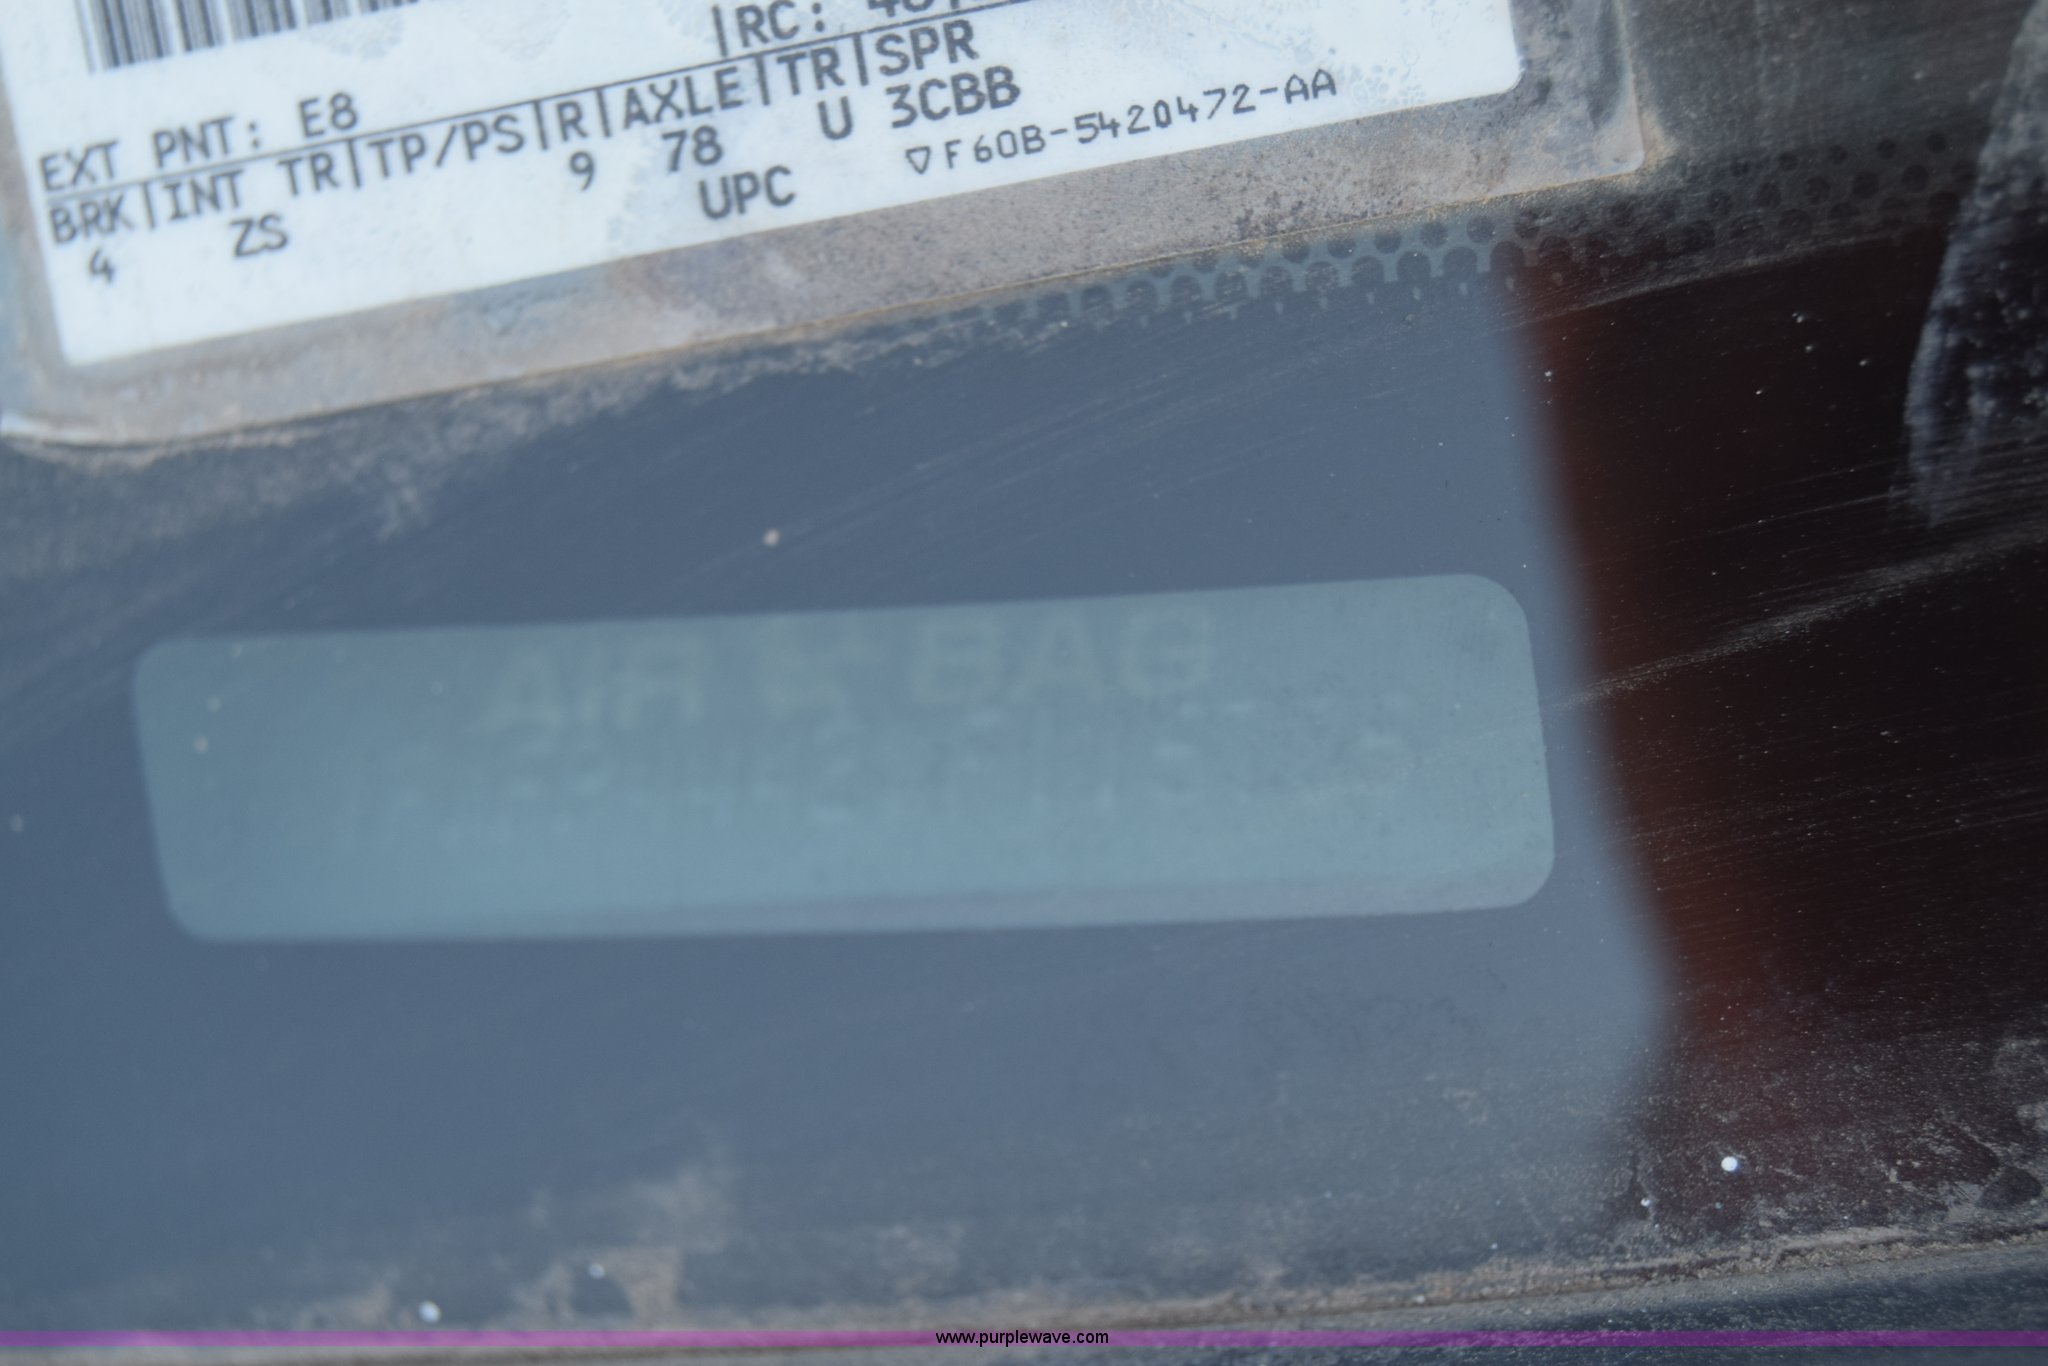 RC:
EXT PNT: E8
BRK|INT TR|TP/PS|R|AXLE|TR|SPR
4 ZS 9 78 U 3CBB
UPC ▽F60B-5420472-AA
AIR BAG
www.purplewave.com